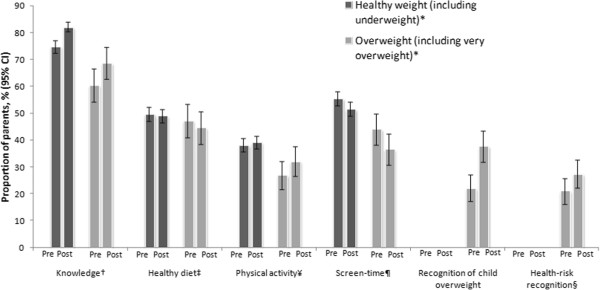 Proportion of parents, % (95% CI)
90
80
70
60
50
40
30
20
10
0
Healthy weight (including
underweight)*
Overweight (including very
overweight)*
Pre Post Pre Post Pre Post Pre Post Pre Post Pre Post Pre Post Pre Post Pre Post Pre Post Pre Post Pre Post
Knowledge† Healthy diet‡ Physical activity¥ Screen-time¶ Recognition of child Health-risk
overweight recognition§